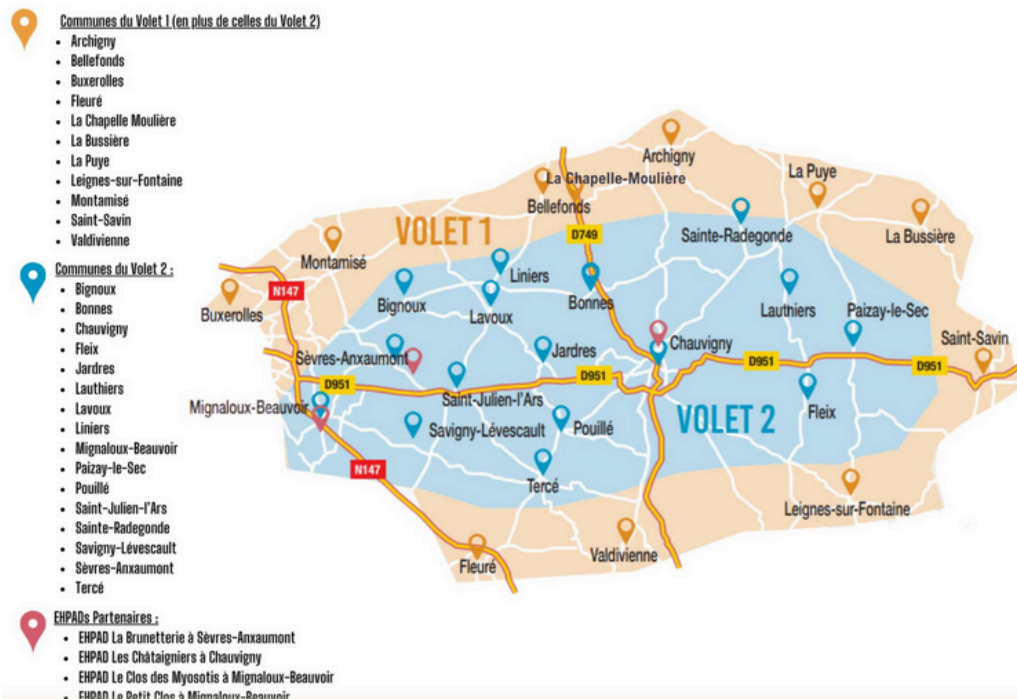 Communes du Volet 1 (en plus de celles du Volet 2)
• Archigny
• Bellefonds
• Buxerolles
• Fleuré
• La Chapelle Moulière
• La Bussière
• La Puye
• Leignes-sur-Fontaine
• Montamisé
• Saint-Savin
• Valdivienne
Communes du Volet 2 :
• Bignoux
• Bonnes
• Chauvigny
• Fleix
• Jardres
• Lauthiers
• Lavoux
• Liniers
• Mignaloux-Beauvoir
• Paizay-le-Sec
• Pouillé
• Saint-Julien-l'Ars
• Sainte-Radegonde
• Savigny-Lévescault
• Sèvres-Anxaumont
• Tercé
EHPADs Partenaires :
• EHPAD La Brunetterie à Sèvres-Anxaumont
• EHPAD Les Châtaigniers à Chauvigny
• EHPAD Le Clos des Myosotis à Mignaloux-Beauvoir
• EHPAD Le Petit Clos à Mignaloux-Beauvoir
Archigny
La Chapelle-Moulière
La Puye
Bellefonds
VOLET 1
D749
Sainte-Radegonde
La Bussière
Montamisé
Liniers
Bignoux
Bonnes
N147
Buxerolles
Lavoux
Lauthiers
Paizay-le-Sec
Saint-Savin
Sèvres-Anxaumont
Jardres
Chauvigny
D951
D951
D951
D951
Saint-Julien-l'Ars
Mignaloux-Beauvoir
Savigny-Lévescault
Pouillé
VOLET 2
Fleix
N147
Tercé
Leignes-sur-Fontaine
Valdivienne
Fleuré